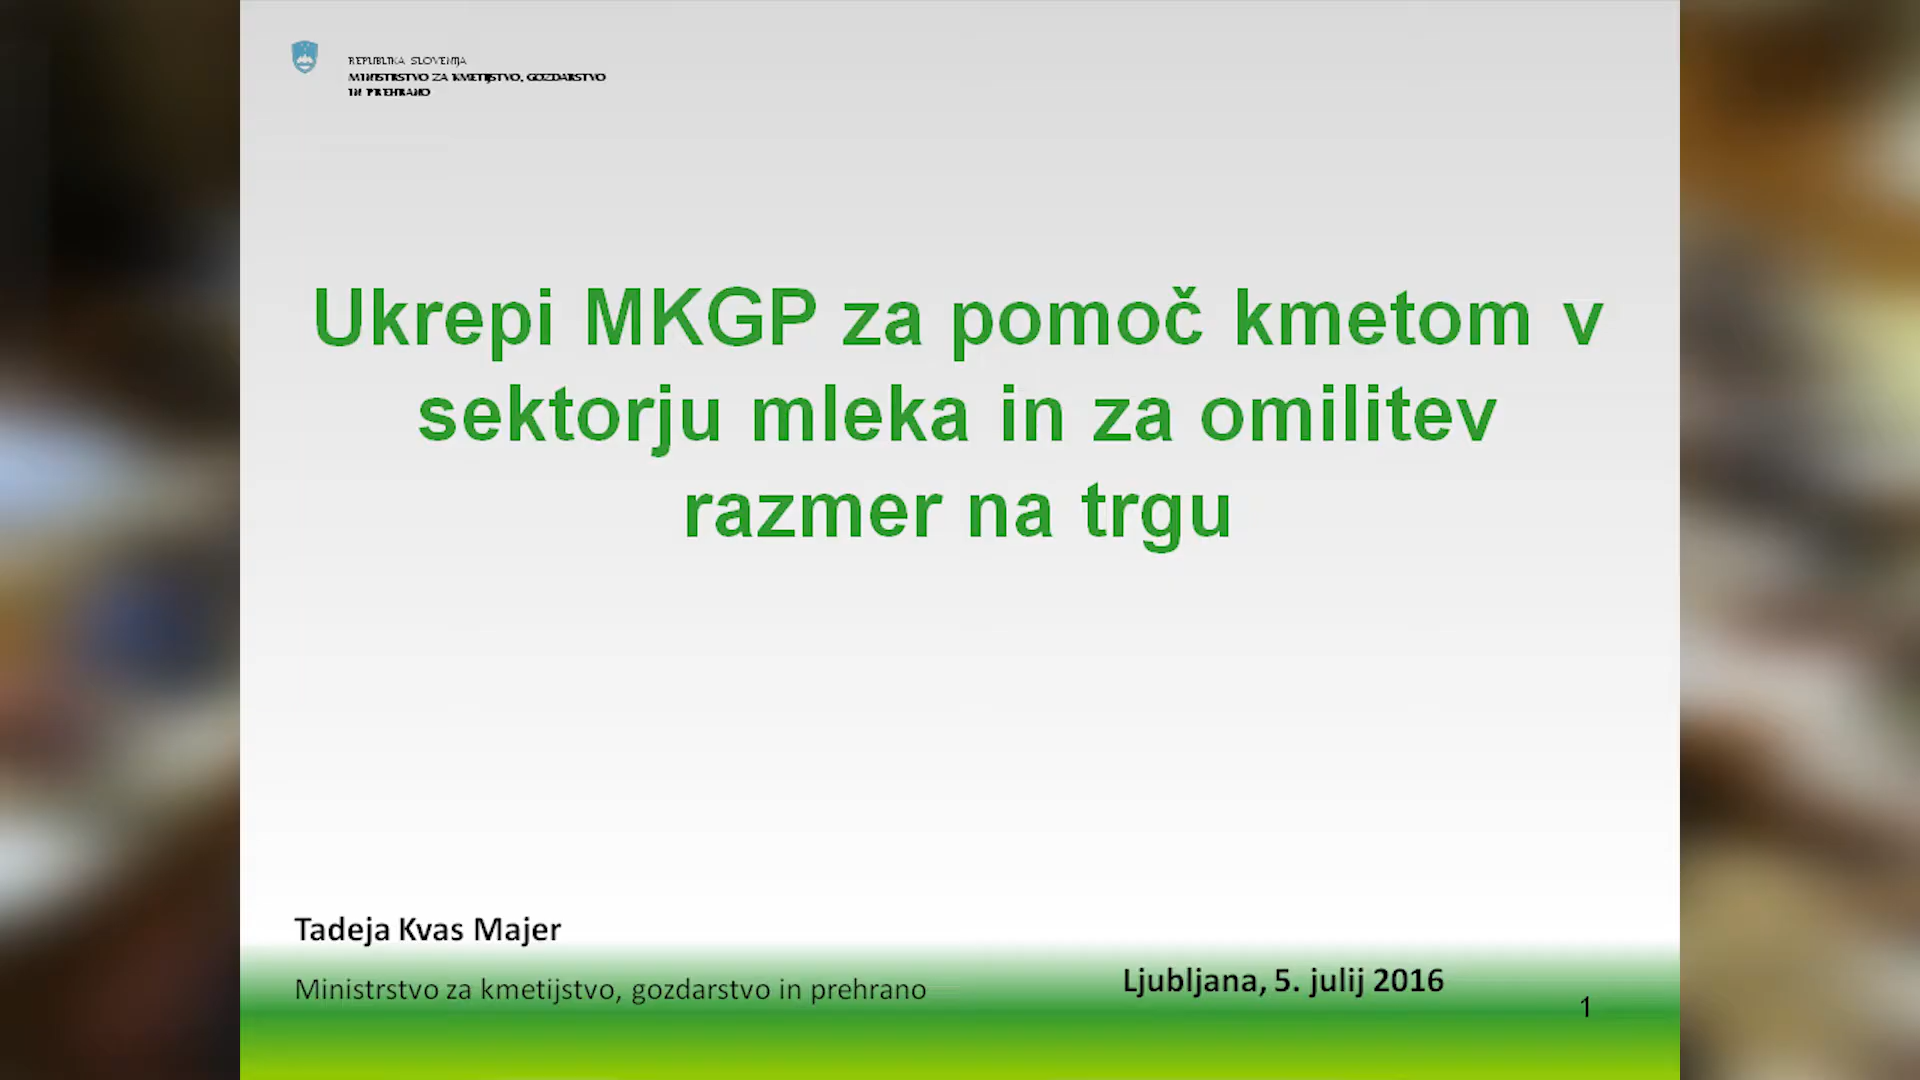 REPUBLIKA SLOVENIJA
MINISTRSTVO ZA KMETIJSTVO, GOZDARSTVO
IN PREHRANO
Ukrepi MKGP za pomoč kmetom v
sektorju mleka in za omilitev
razmer na trgu
Tadeja Kvas Majer
Ministrstvo za kmetijstvo, gozdarstvo in prehrano
Ljubljana, 5. julij 2016
1